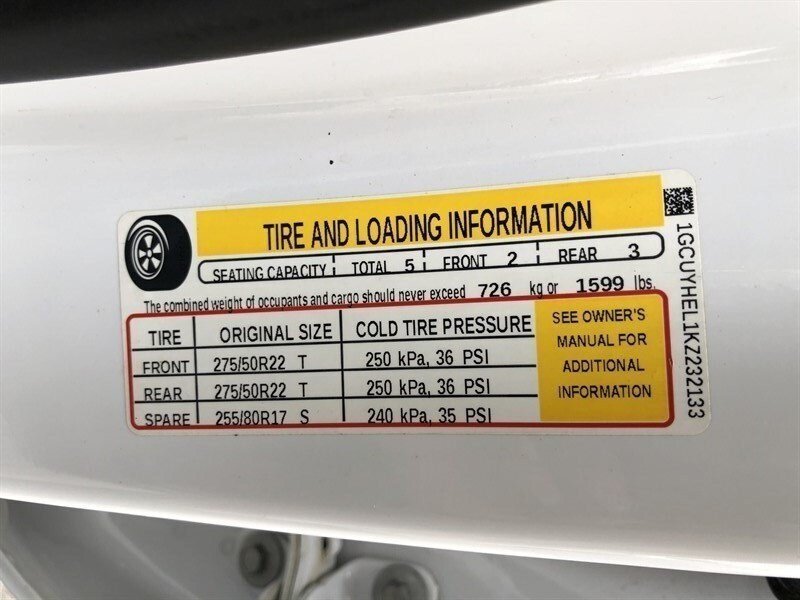 TIRE AND LOADING INFORMATION
SEATING CAPACITY TOTAL 5 FRONT 2 REAR 3
The combined weight of occupants and cargo should never exceed 726 kg or 1599 lbs.
TIRE ORIGINAL SIZE COLD TIRE PRESSURE
FRONT 275/50R22 T 250 kPa, 36 PSI
REAR 275/50R22 T 250 kPa, 36 PSI
SPARE 255/80R17 S 240 kPa, 35 PSI
SEE OWNER'S
MANUAL FOR
ADDITIONAL
INFORMATION
1GCUYHEL1KZ232133